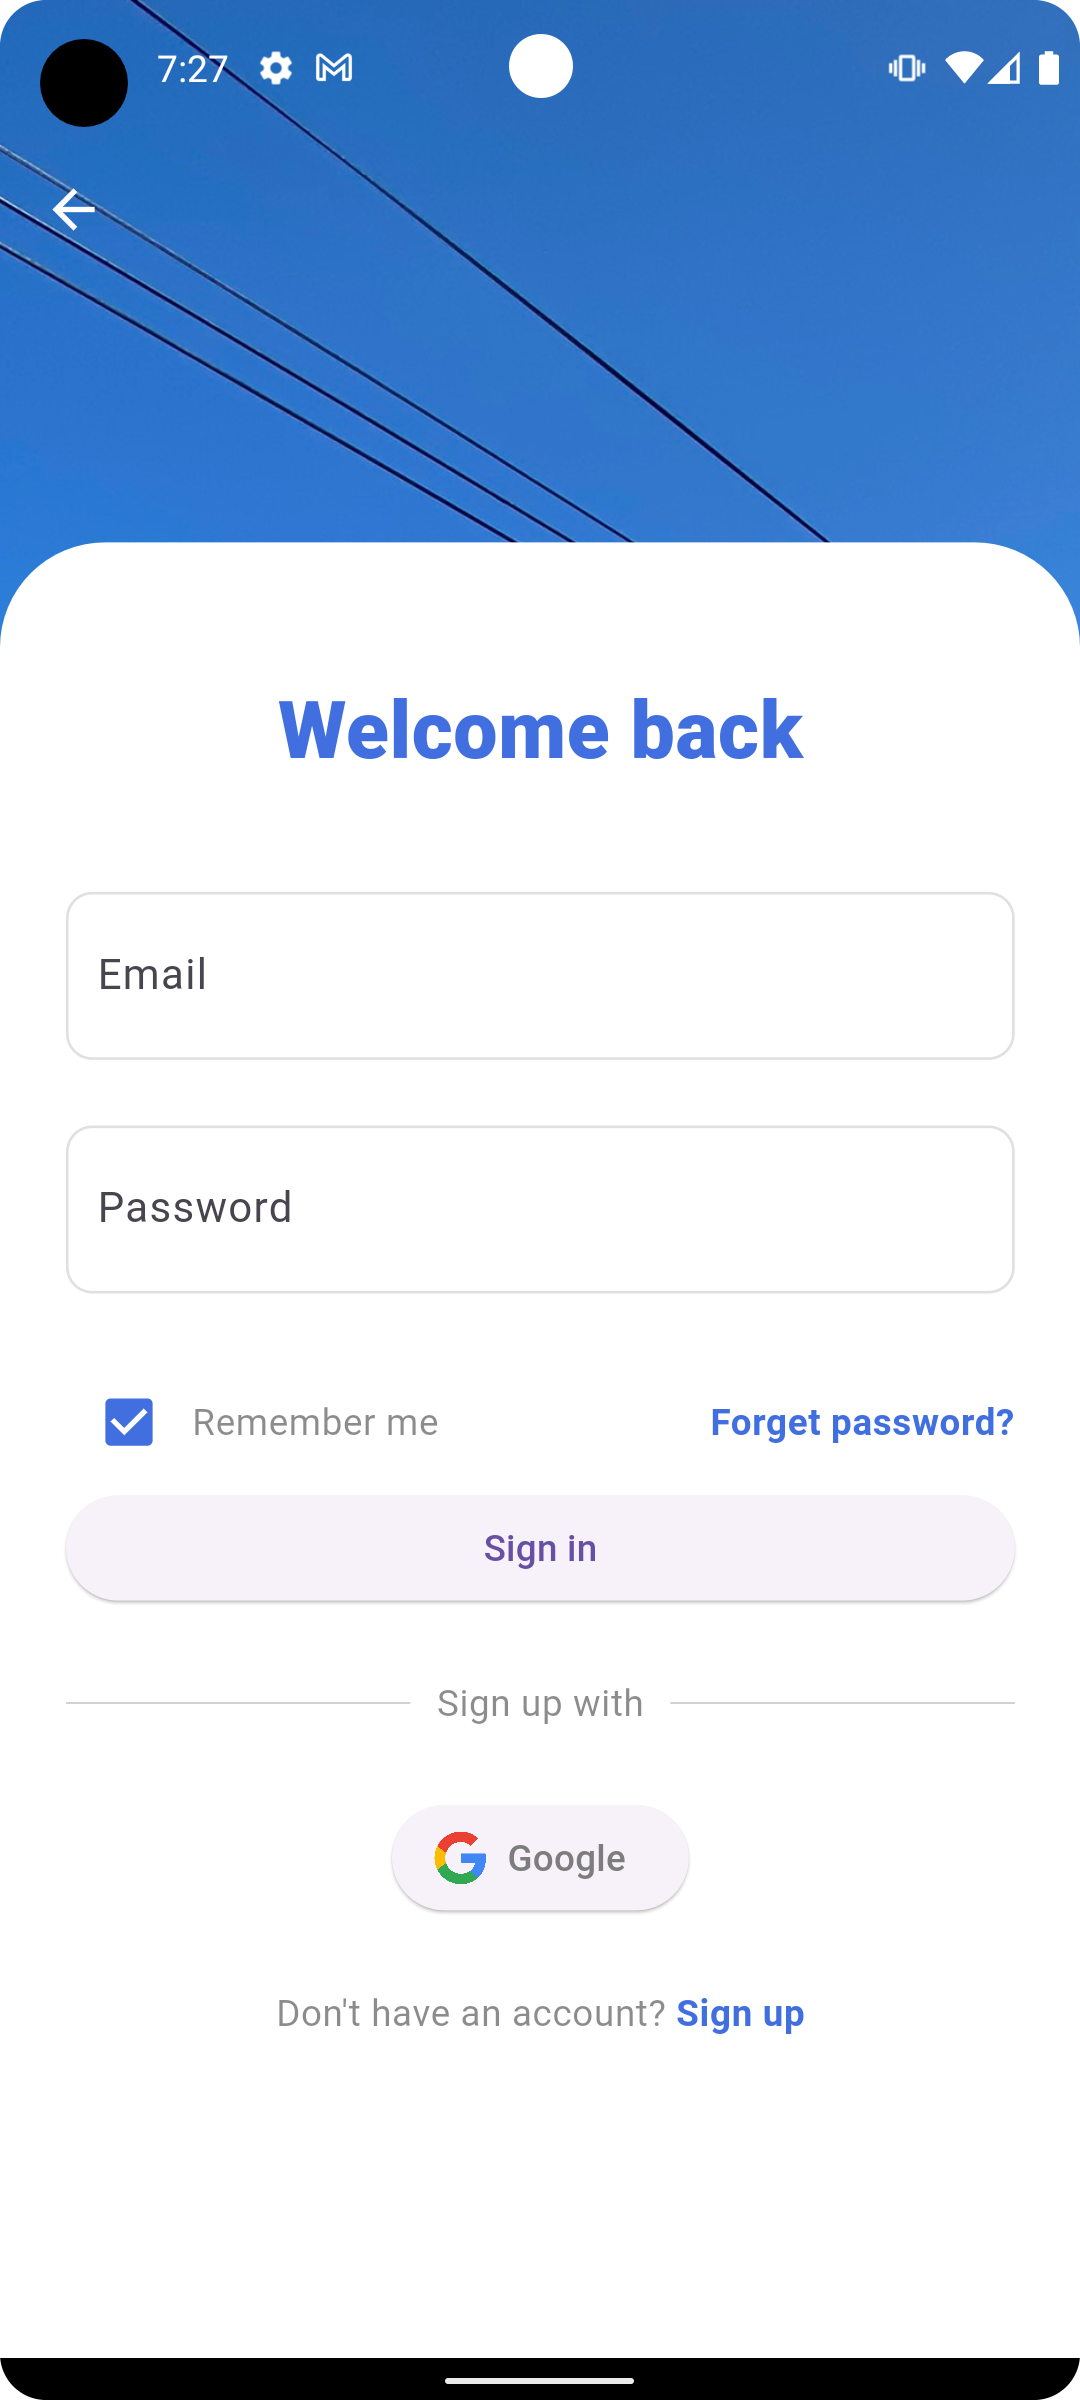 7:27
Welcome back
Email
Password
Remember me Forget password?
Sign in
Sign up with
Google
Don't have an account? Sign up